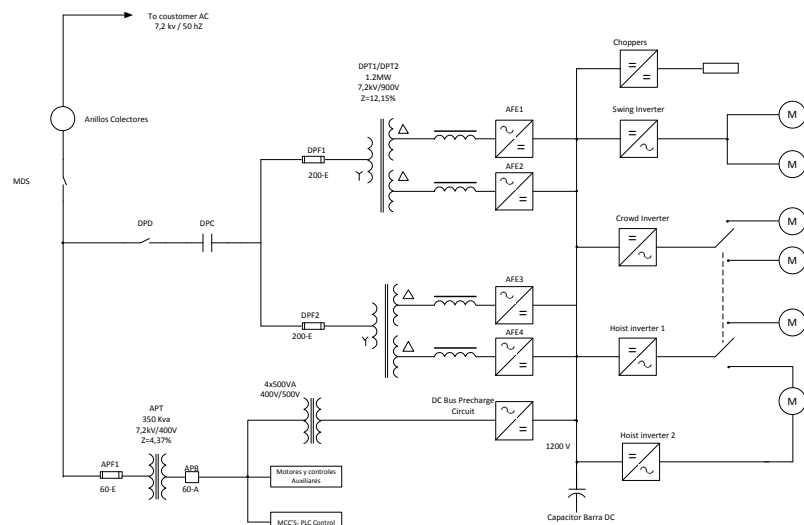 To coustomer AC
7,2 kv / 50 hZ
Anillos Colectores
MDS
DPD
DPC
DPF1
200-E
DPT1/DPT2
1.2MW
7,2kV/900V
Z=12,15%
AFE1
AFE2
Choppers
Swing Inverter
M
M
Crowd Inverter
M
M
DPF2
200-E
AFE3
AFE4
Hoist inverter 1
M
M
4x500VA
400V/500V
DC Bus Precharge
Circuit
1200 V
Hoist inverter 2
APT
350 Kva
7,2kV/400V
Z=4,37%
APF1
60-E
APB
60-A
Motores y controles
Auxiliares
MCC'S- PLC Control
Capacitor Barra DC